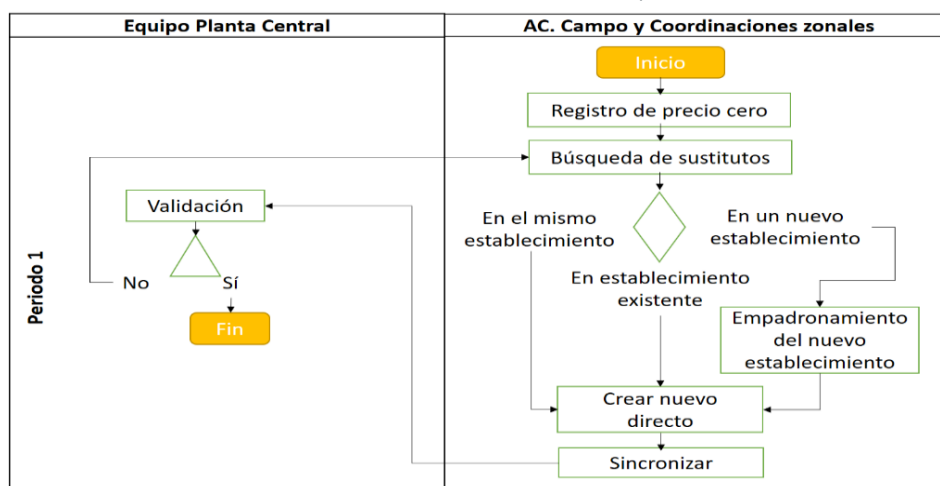 Equipo Planta Central
AC. Campo y Coordinaciones zonales
Periodo 1
Inicio
Registro de precio cero
Búsqueda de sustitutos
Validación
No
Sí
Fin
En el mismo
establecimiento
En un nuevo
establecimiento
En establecimiento
existente
Empadronamiento
del nuevo
establecimiento
Crear nuevo
directo
Sincronizar